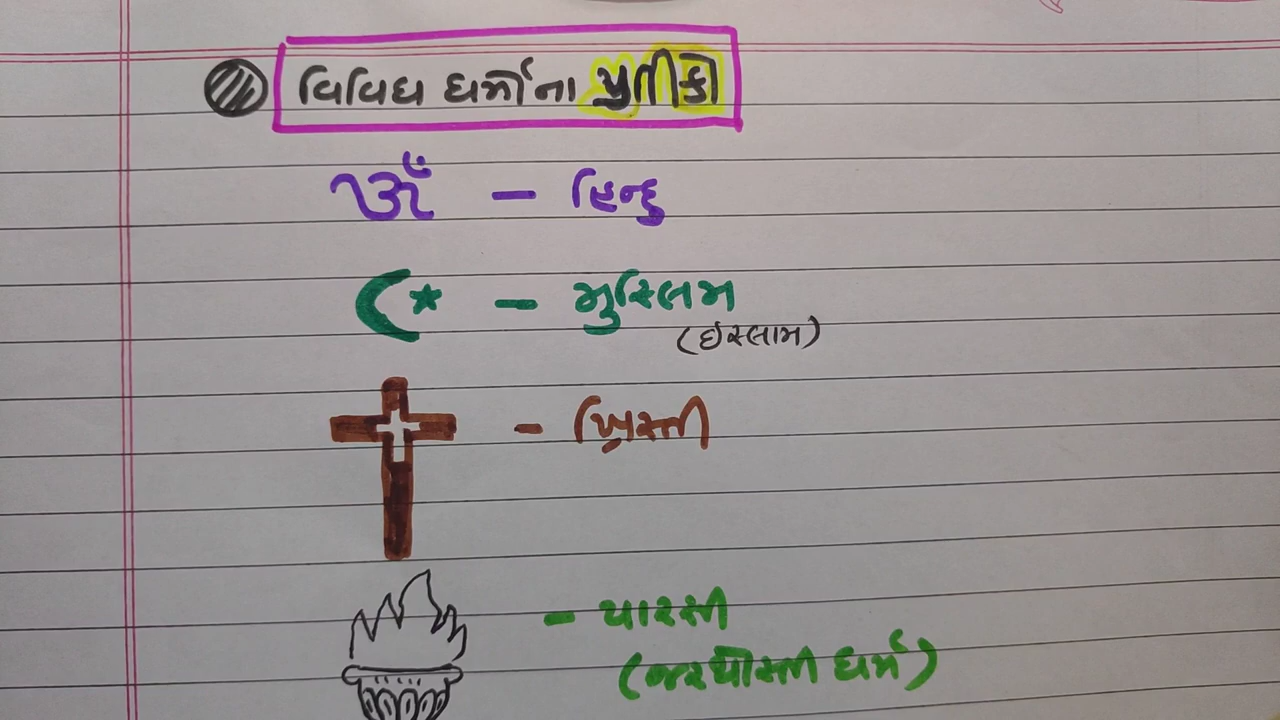 વિવિધ ધર્મોના પ્રતીકો
ૐ – હિન્દુ
– મુસ્લિમ
(ઇસ્લામ)
– ખ્રિસ્તી
– પારસી
(જરથોસ્તી ધર્મ)